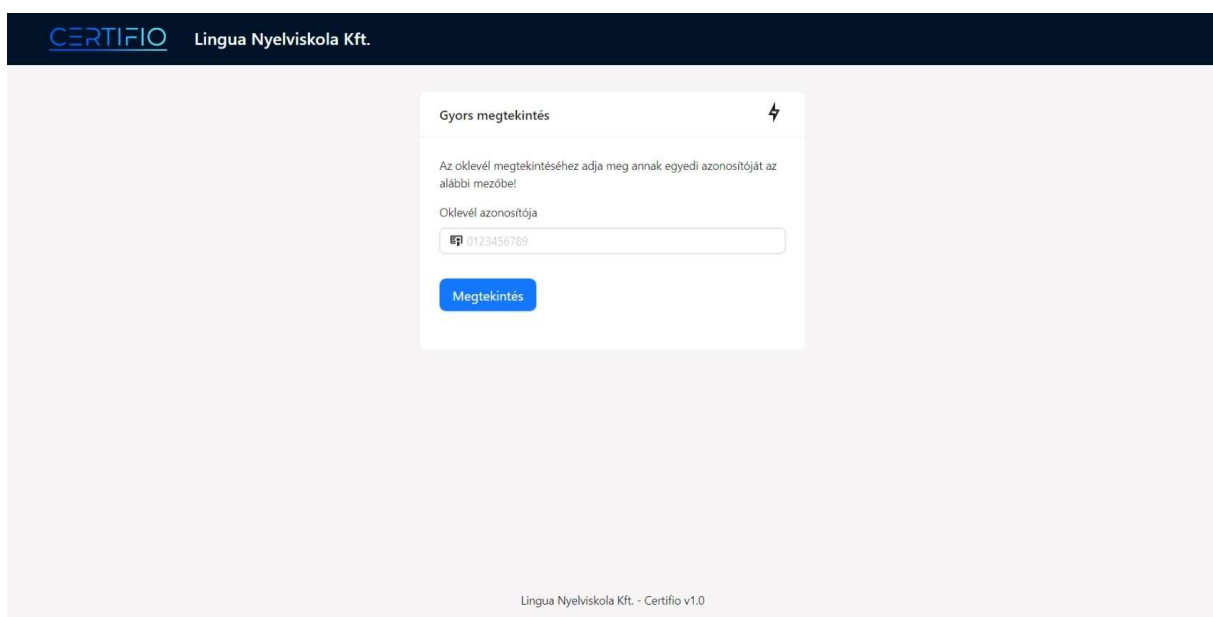 CERTIFIO Lingua Nyelviskola Kft.
Gyors megtekintés
Az oklevél megtekintéséhez adja meg annak egyedi azonosítóját az
alábbi mezőbe!
Oklevél azonosítója
0123456789
Megtekintés
Lingua Nyelviskola Kft. - Certifio v1.0